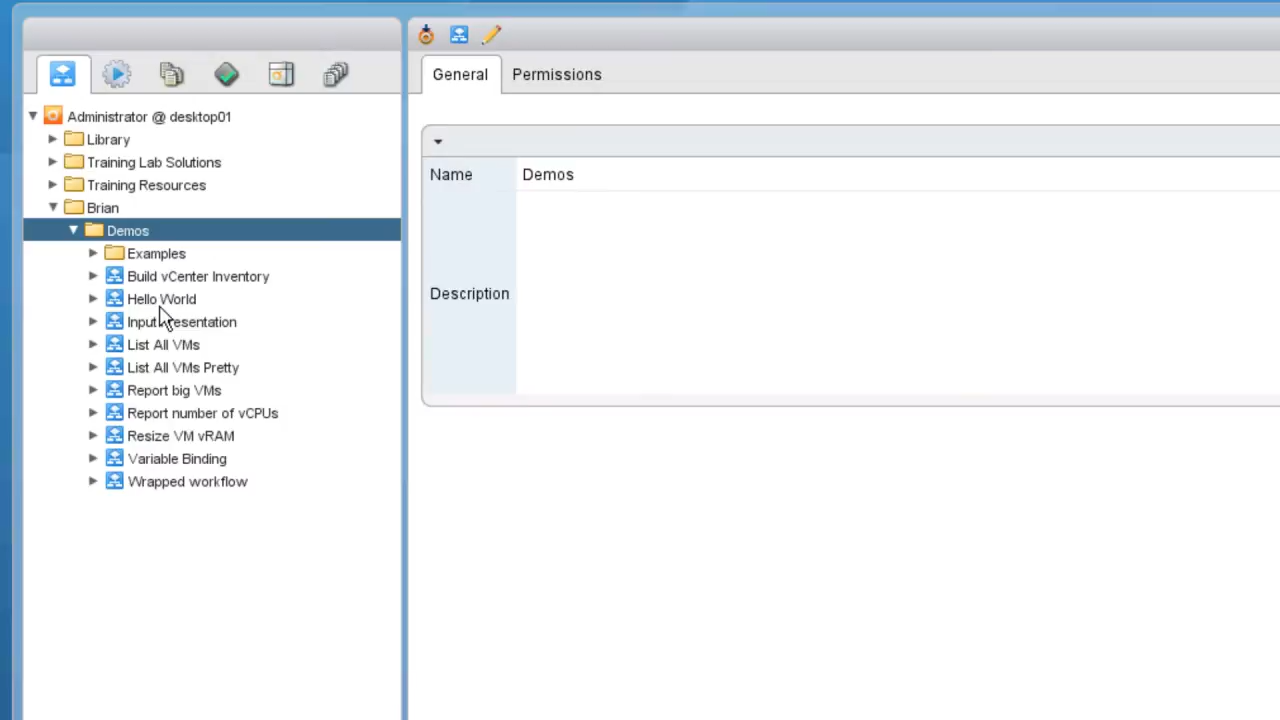 General
Permissions
Administrator @ desktop01
Library
Training Lab Solutions
Training Resources
Brian
Demos
Examples
Build vCenter Inventory
Hello World
Input Presentation
List All VMs
List All VMs Pretty
Report big VMs
Report number of vCPUs
Resize VM vRAM
Variable Binding
Wrapped workflow
Name
Demos
Description